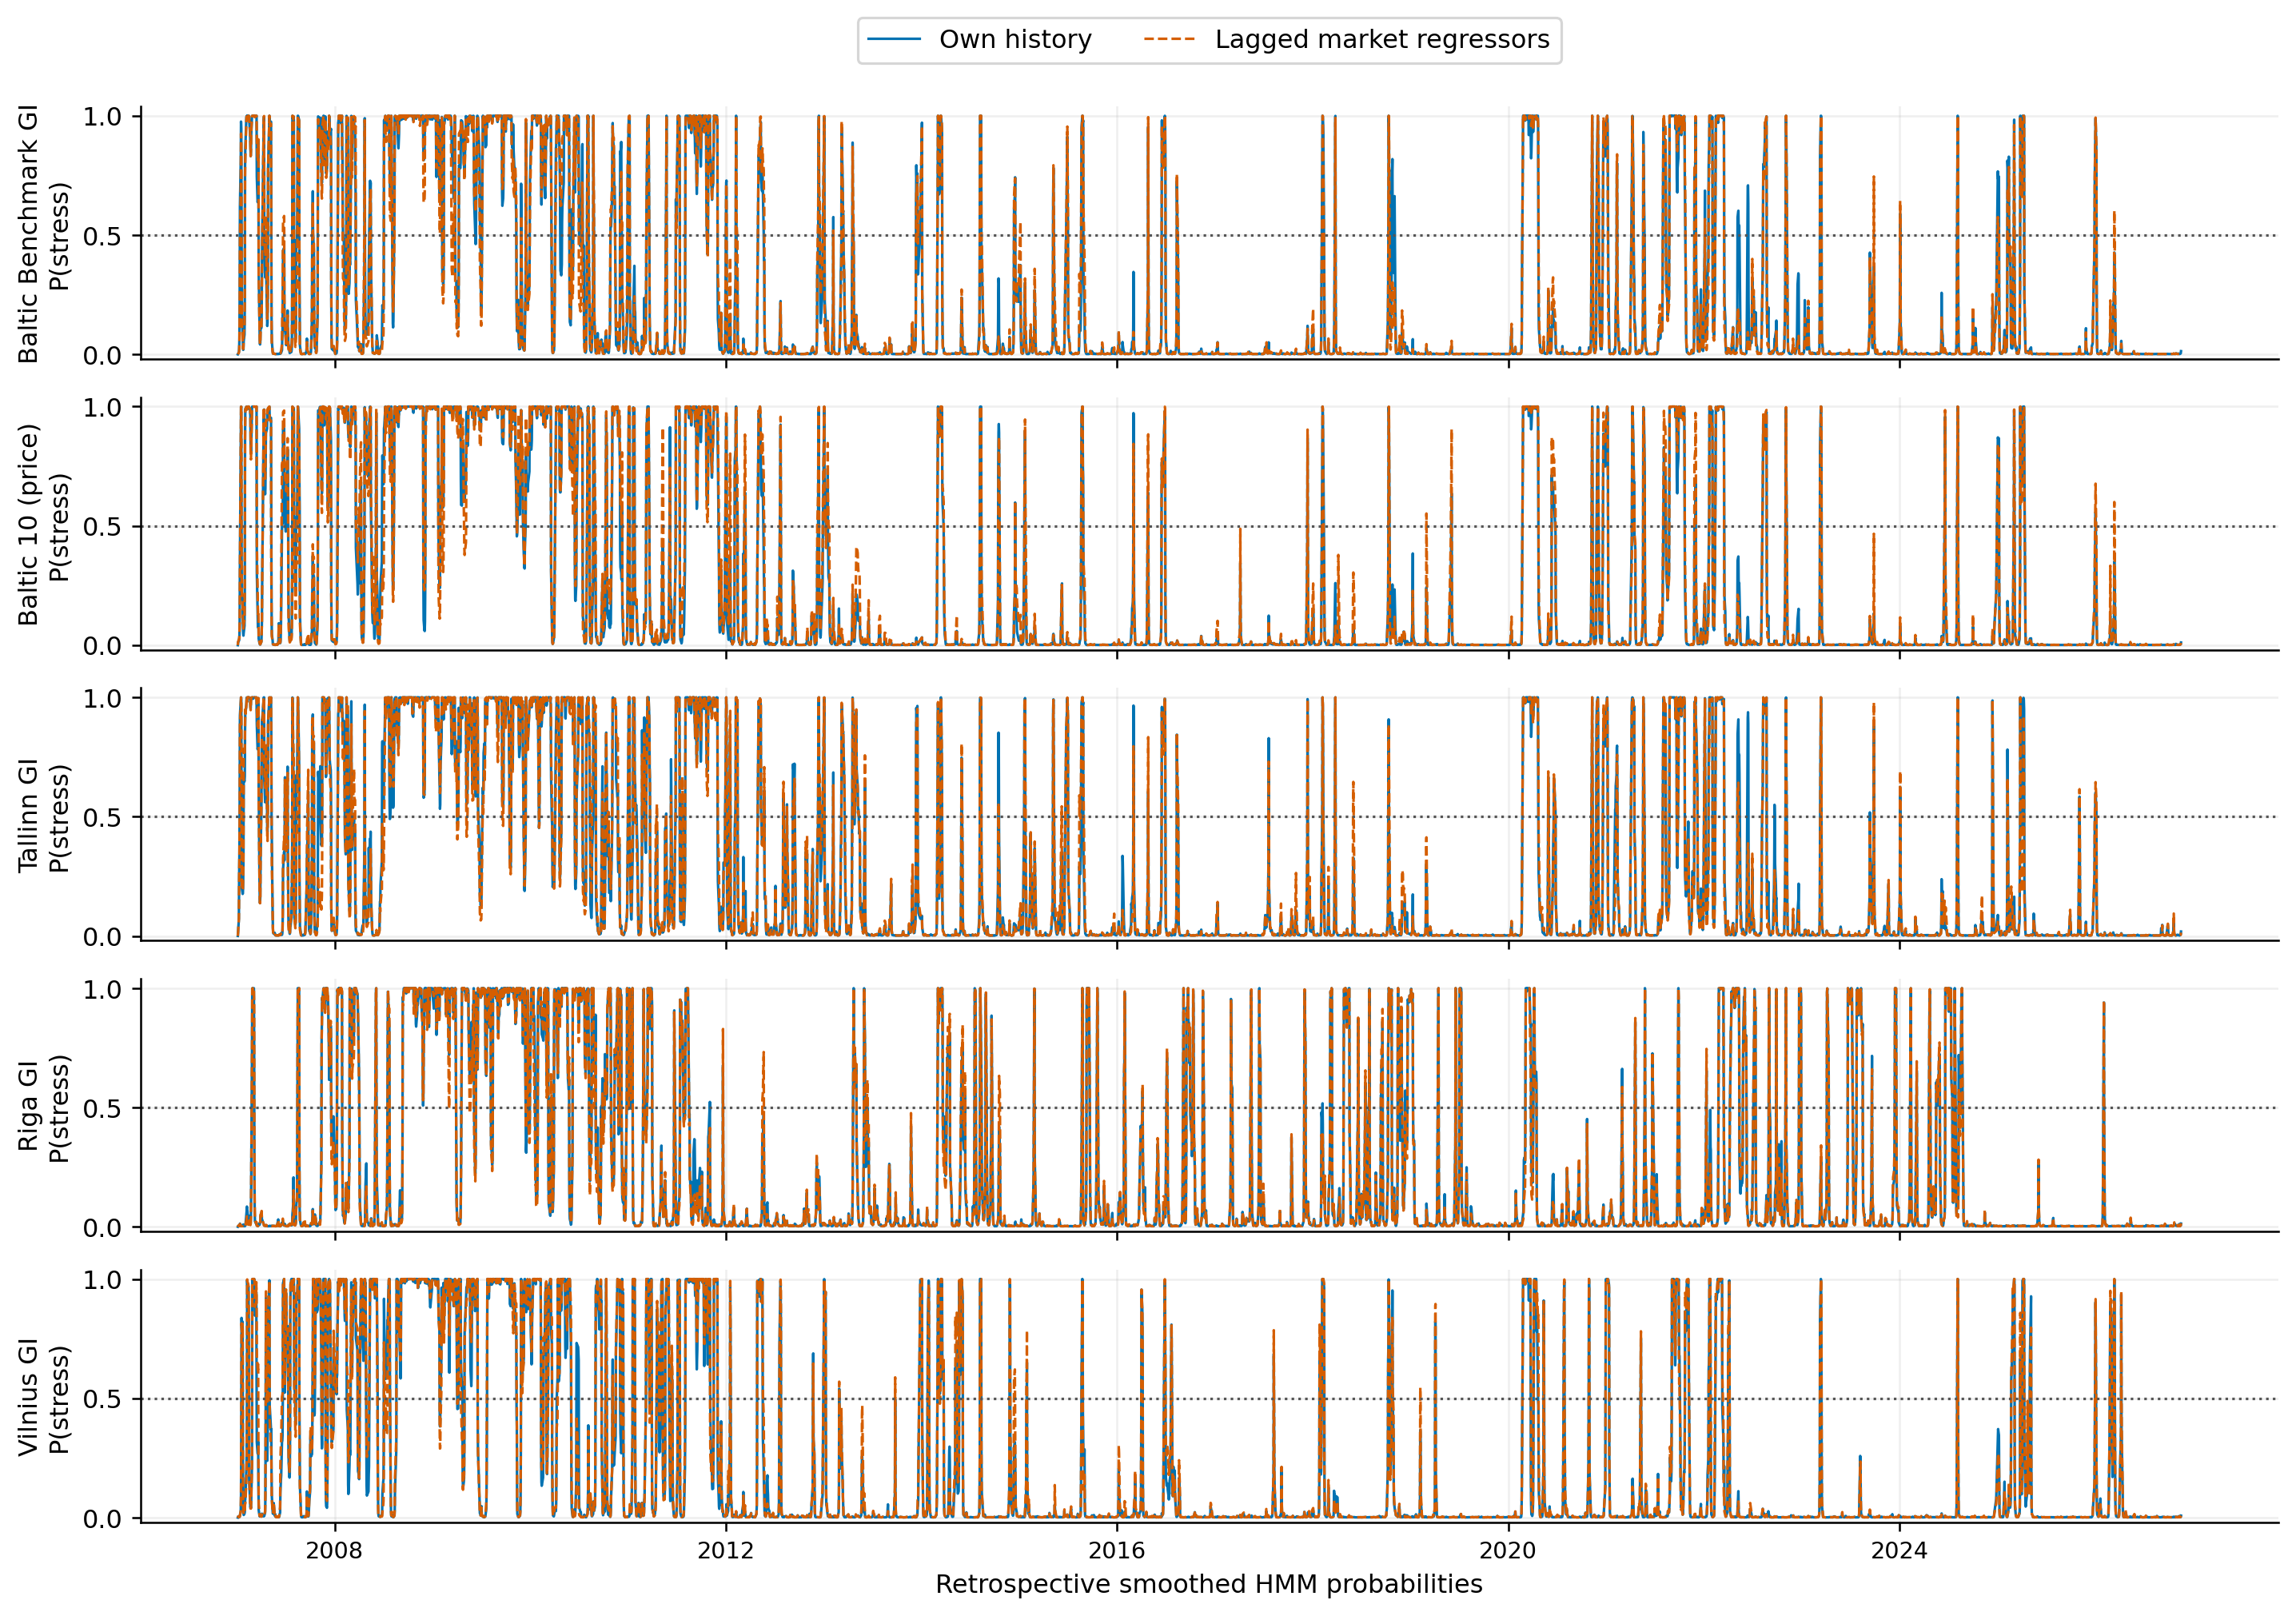 Own history
Lagged market regressors
Baltic Benchmark GI
P(stress)
1.0
0.5
0.0
Baltic 10 (price)
P(stress)
1.0
0.5
0.0
Tallinn GI
P(stress)
1.0
0.5
0.0
Riga GI
P(stress)
1.0
0.5
0.0
Vilnius GI
P(stress)
1.0
0.5
0.0
2008
2012
2016
2020
2024
Retrospective smoothed HMM probabilities